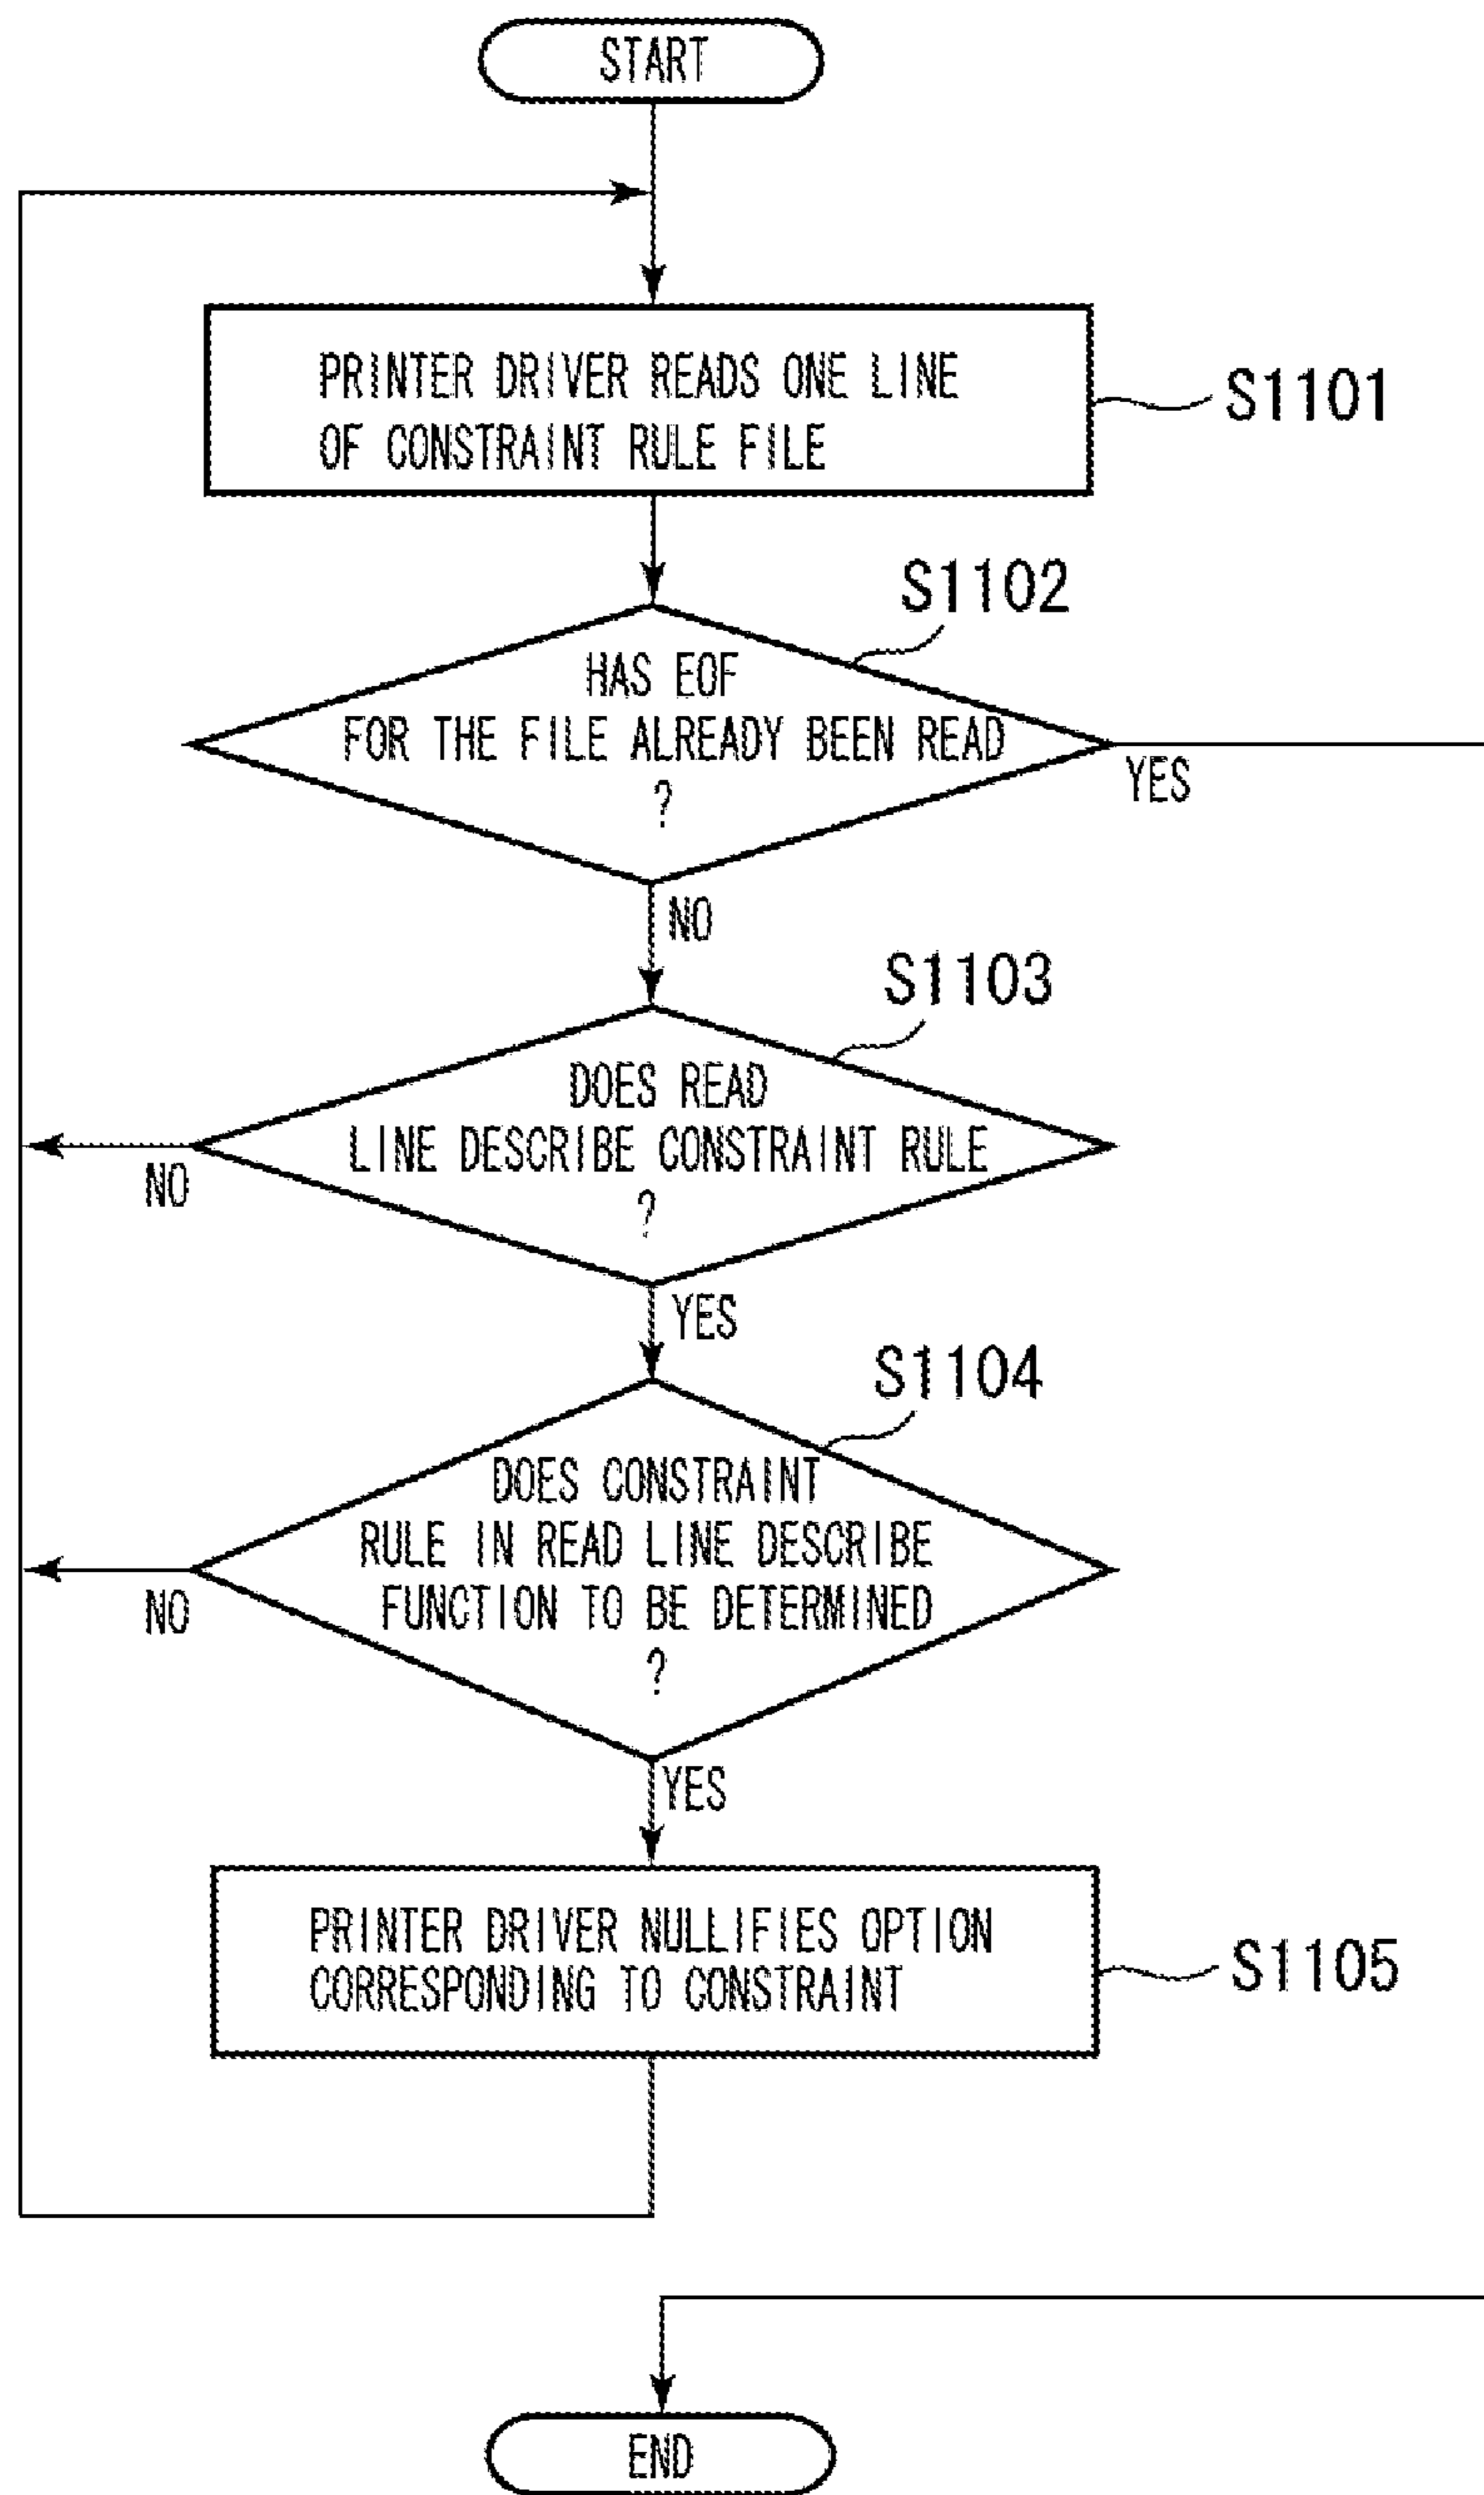 START
PRINTER DRIVER READS ONE LINE
OF CONSTRAINT RULE FILE
S1101
S1102
HAS EOF
FOR THE FILE ALREADY BEEN READ
?
YES
NO
S1103
DOES READ
LINE DESCRIBE CONSTRAINT RULE
?
NO
YES
S1104
DOES CONSTRAINT
RULE IN READ LINE DESCRIBE
FUNCTION TO BE DETERMINED
?
NO
YES
PRINTER DRIVER NULLIFIES OPTION
CORRESPONDING TO CONSTRAINT
S1105
END